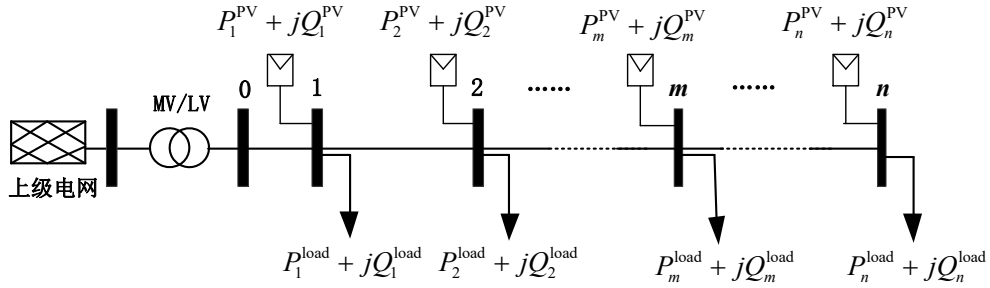 P_1^PV + jQ_1^PV P_2^PV + jQ_2^PV P_m^PV + jQ_m^PV P_n^PV + jQ_n^PV
MV/LV 0 1 2 …… m …… n
上级电网
P_1^load + jQ_1^load P_2^load + jQ_2^load P_m^load + jQ_m^load P_n^load + jQ_n^load